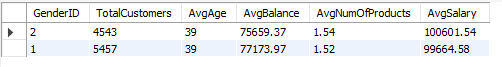 GenderID TotalCustomers AvgAge AvgBalance AvgNumOfProducts AvgSalary
2 4543 39 75659.37 1.54 100601.54
1 5457 39 77173.97 1.52 99664.58